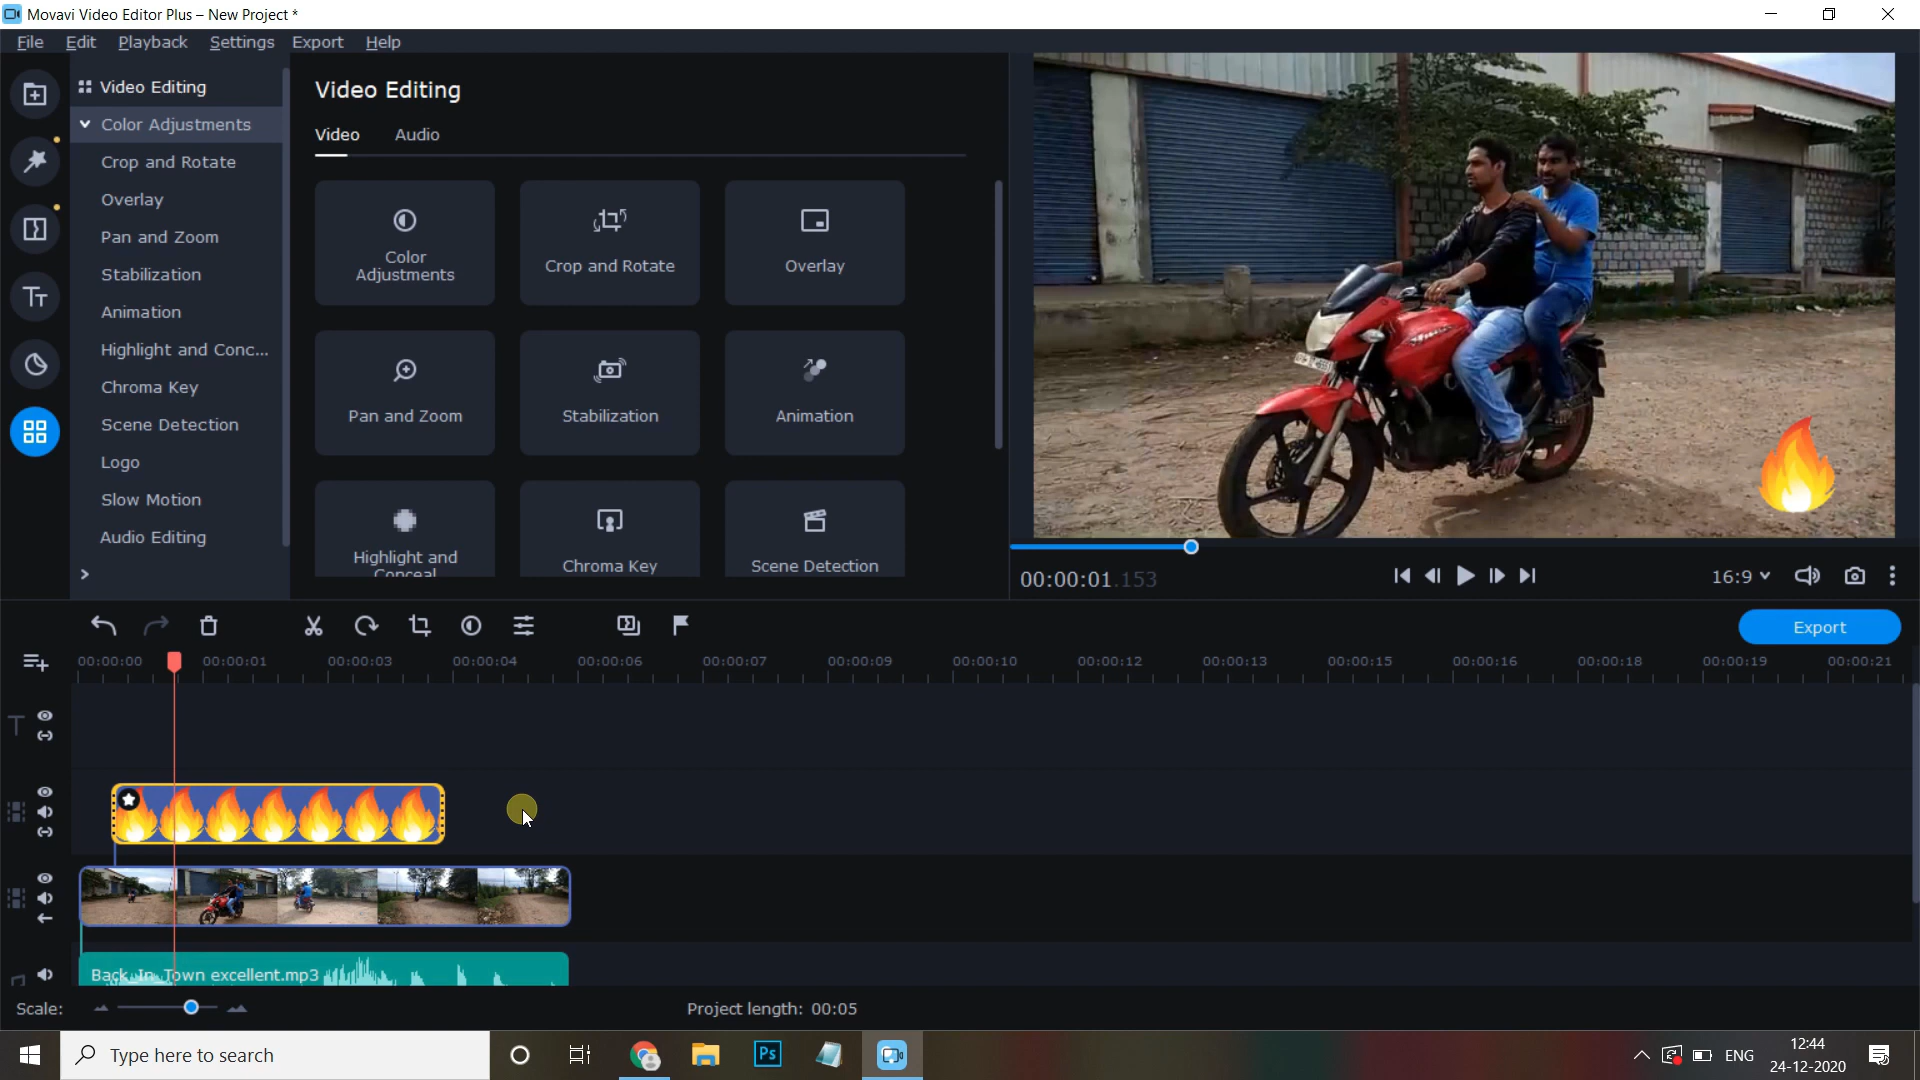 Movavi Video Editor Plus – New Project *
File Edit Playback Settings Export Help
Video Editing
Color Adjustments
Crop and Rotate
Overlay
Pan and Zoom
Stabilization
Animation
Highlight and Conc...
Chroma Key
Scene Detection
Logo
Slow Motion
Audio Editing
Video Editing
Video Audio
Color
Adjustments
Crop and Rotate
Overlay
Pan and Zoom
Stabilization
Animation
Highlight and
Conceal
Chroma Key
Scene Detection
00:00:01.153
16:9
Export
00:00:00 00:00:01 00:00:03 00:00:04 00:00:06 00:00:07 00:00:09 00:00:10 00:00:12 00:00:13 00:00:15 00:00:16 00:00:18 00:00:19 00:00:21
Back_In_Town excellent.mp3
Scale:
Project length: 00:05
Type here to search
Ps
ENG
12:44
24-12-2020